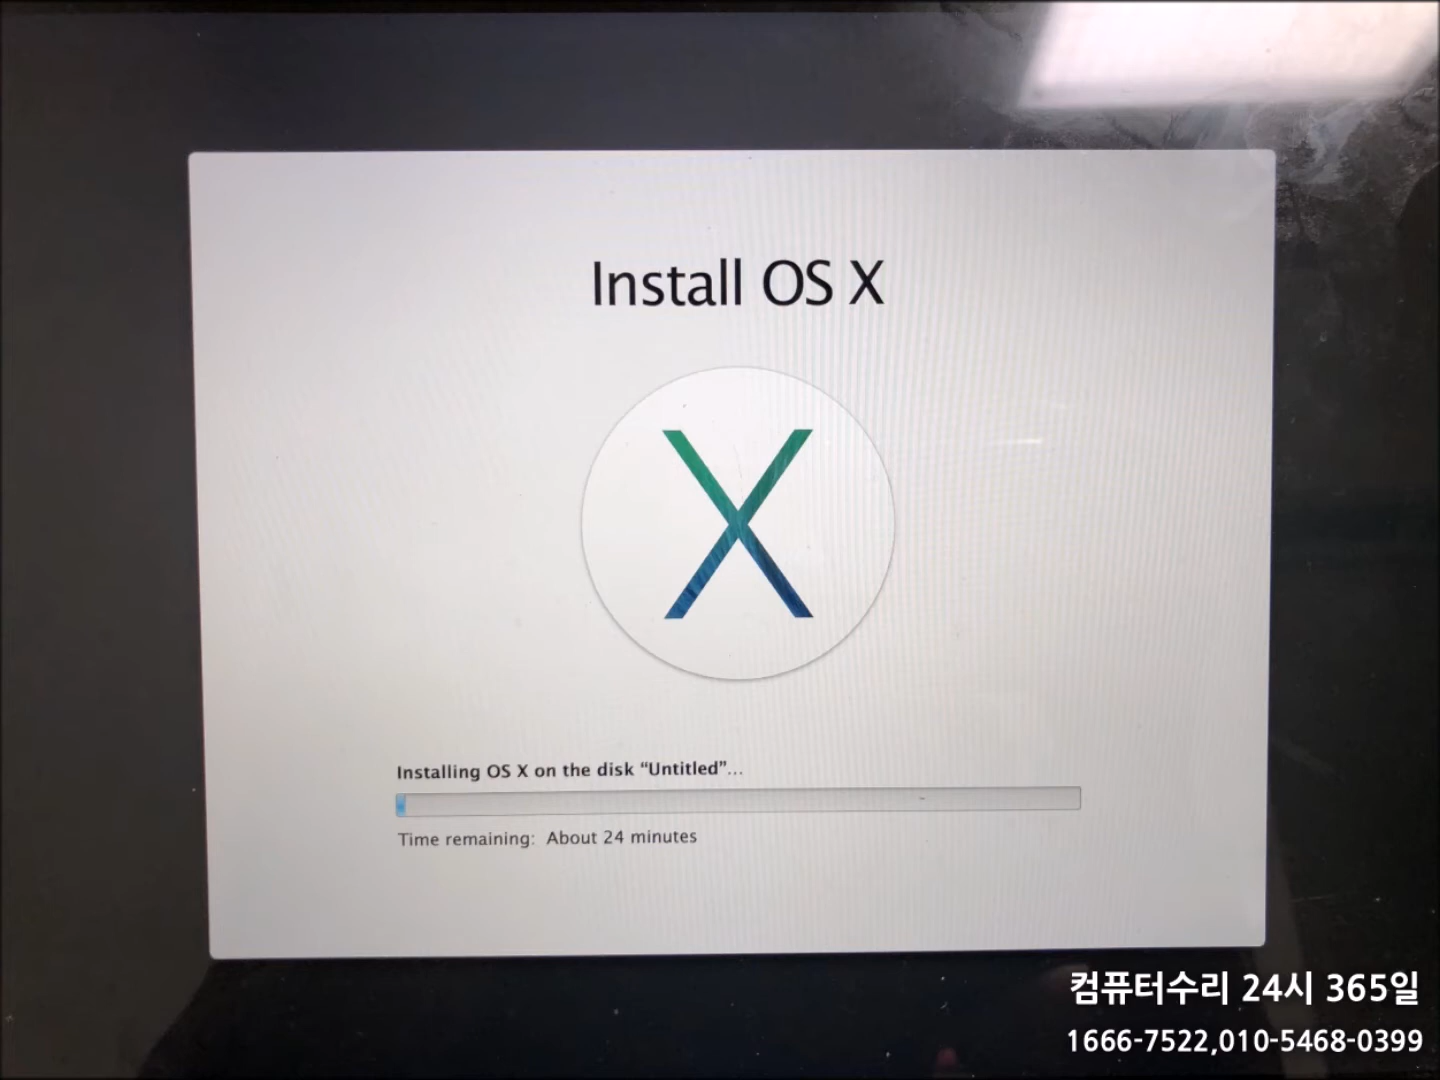 Install OS X
Installing OS X on the disk “Untitled”...
Time remaining: About 24 minutes
컴퓨터수리 24시 365일
1666-7522,010-5468-0399